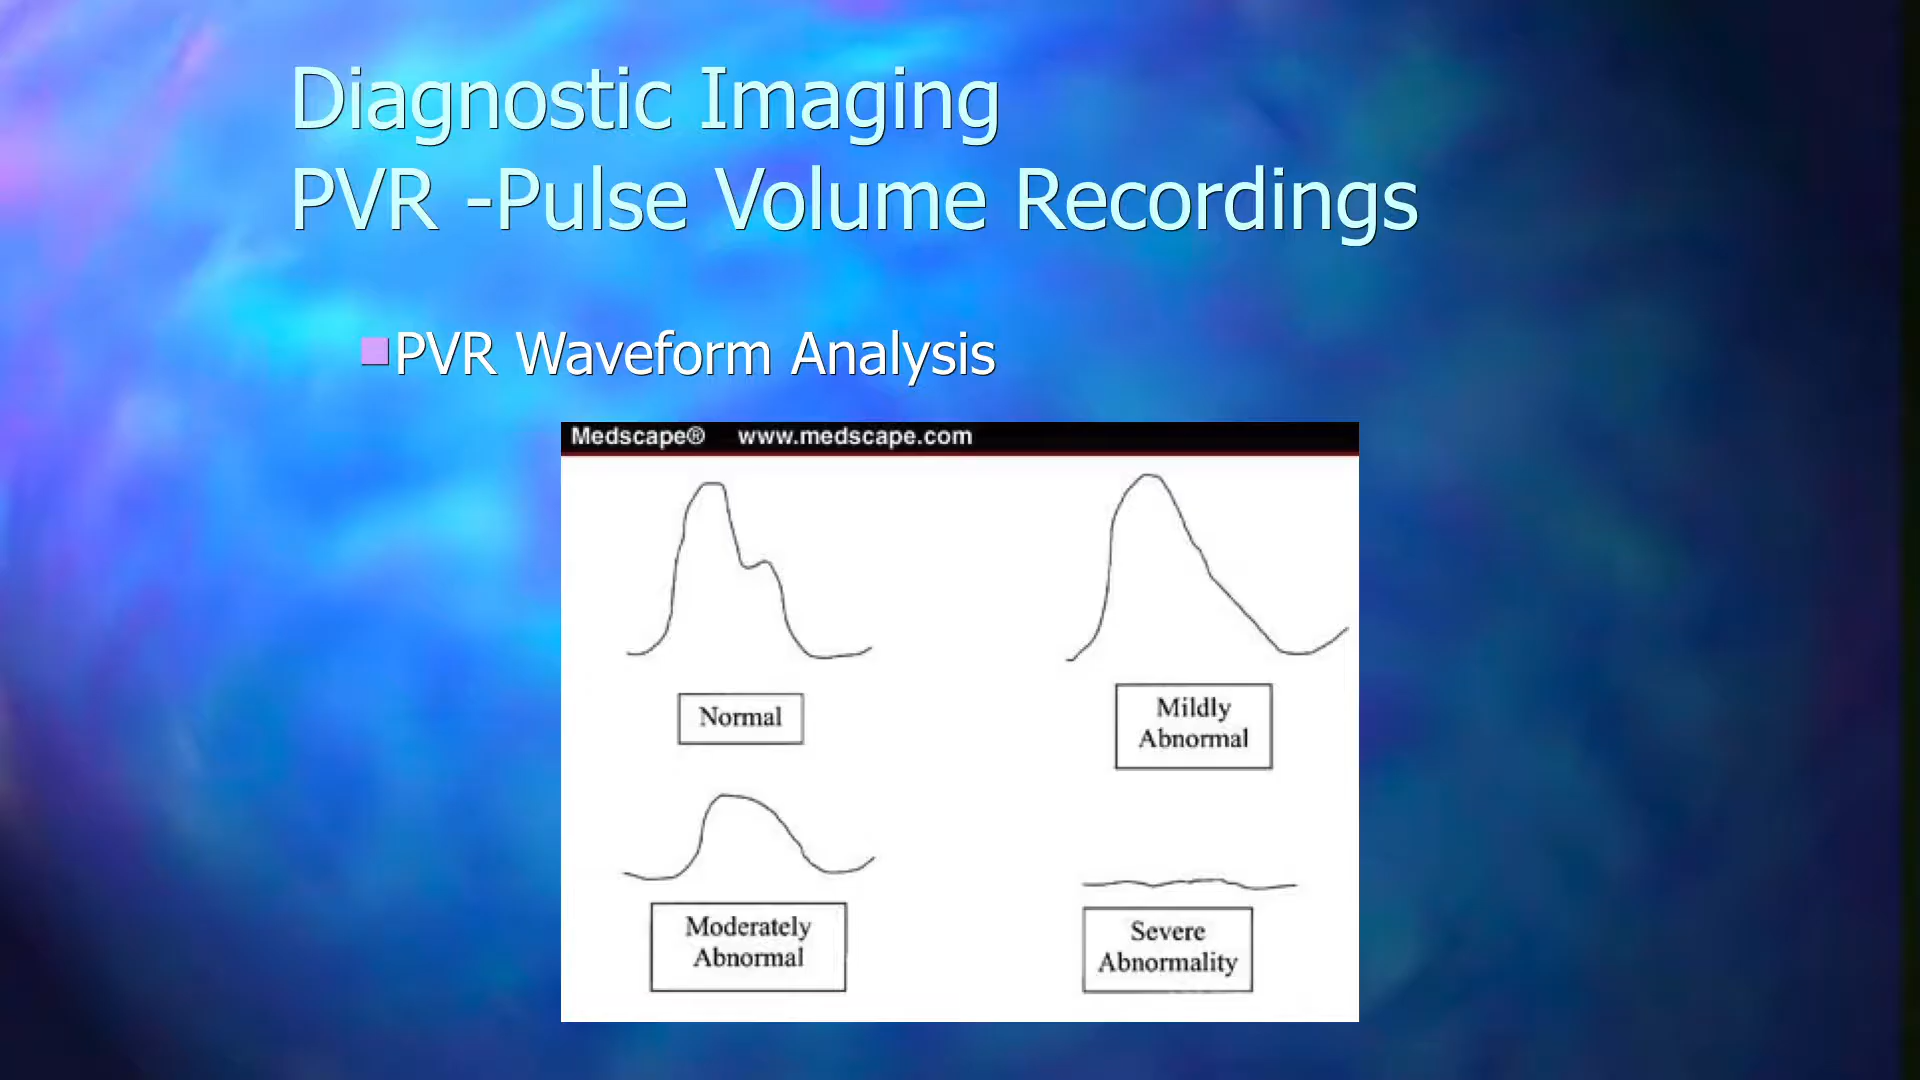 Diagnostic Imaging
PVR -Pulse Volume Recordings
PVR Waveform Analysis
Medscape® www.medscape.com
Normal
Mildly
Abnormal
Moderately
Abnormal
Severe
Abnormality